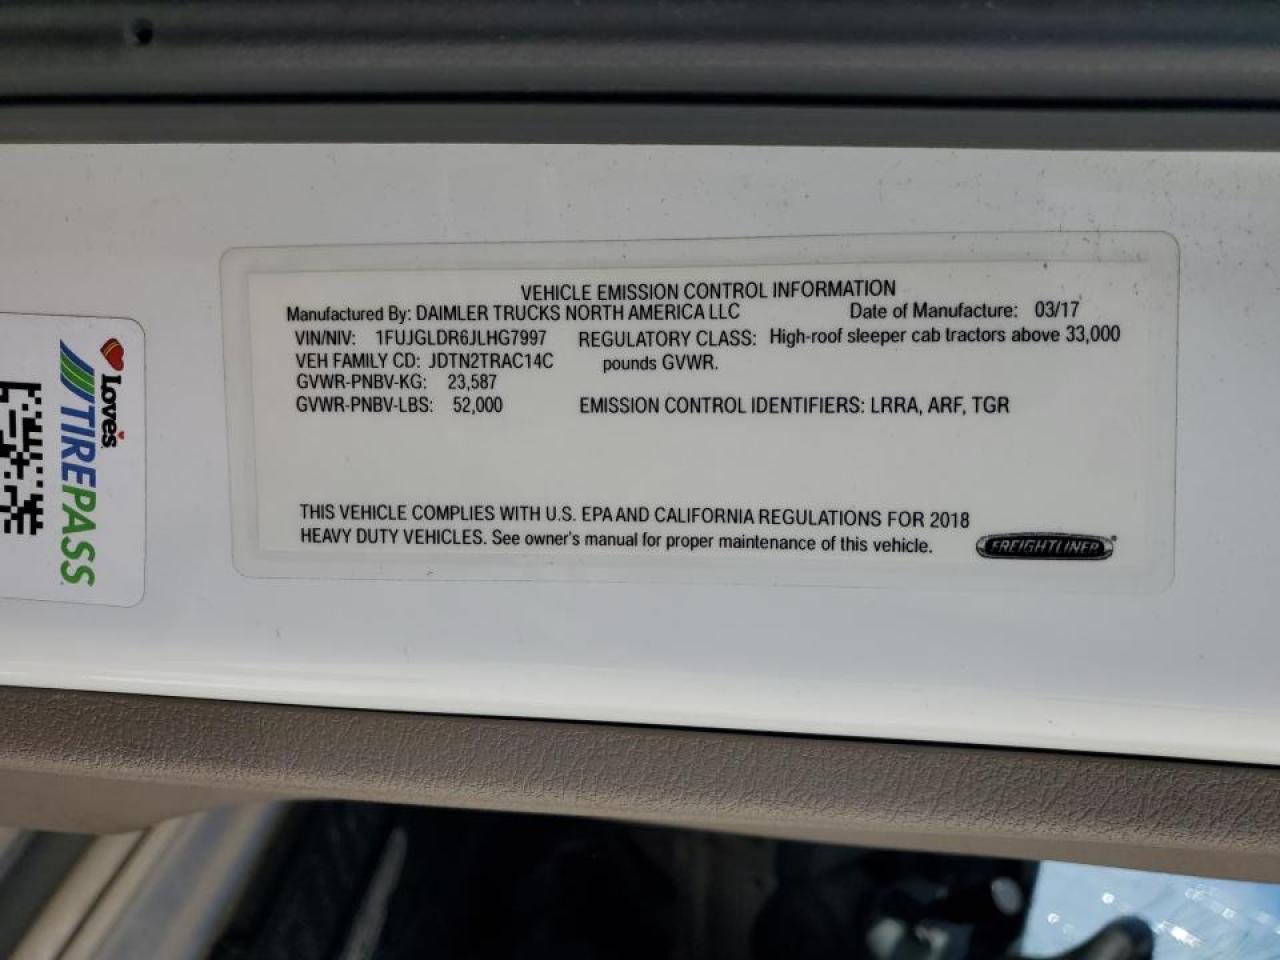 VEHICLE EMISSION CONTROL INFORMATION
Manufactured By: DAIMLER TRUCKS NORTH AMERICA LLC Date of Manufacture: 03/17
VIN/NIV: 1FUJGLDR6JLHG7997 REGULATORY CLASS: High-roof sleeper cab tractors above 33,000
VEH FAMILY CD: JDTN2TRAC14C pounds GVWR.
GVWR-PNBV-KG: 23,587
GVWR-PNBV-LBS: 52,000 EMISSION CONTROL IDENTIFIERS: LRRA, ARF, TGR
THIS VEHICLE COMPLIES WITH U.S. EPA AND CALIFORNIA REGULATIONS FOR 2018
HEAVY DUTY VEHICLES. See owner's manual for proper maintenance of this vehicle.
FREIGHTLINER
Love's
TIREPASS